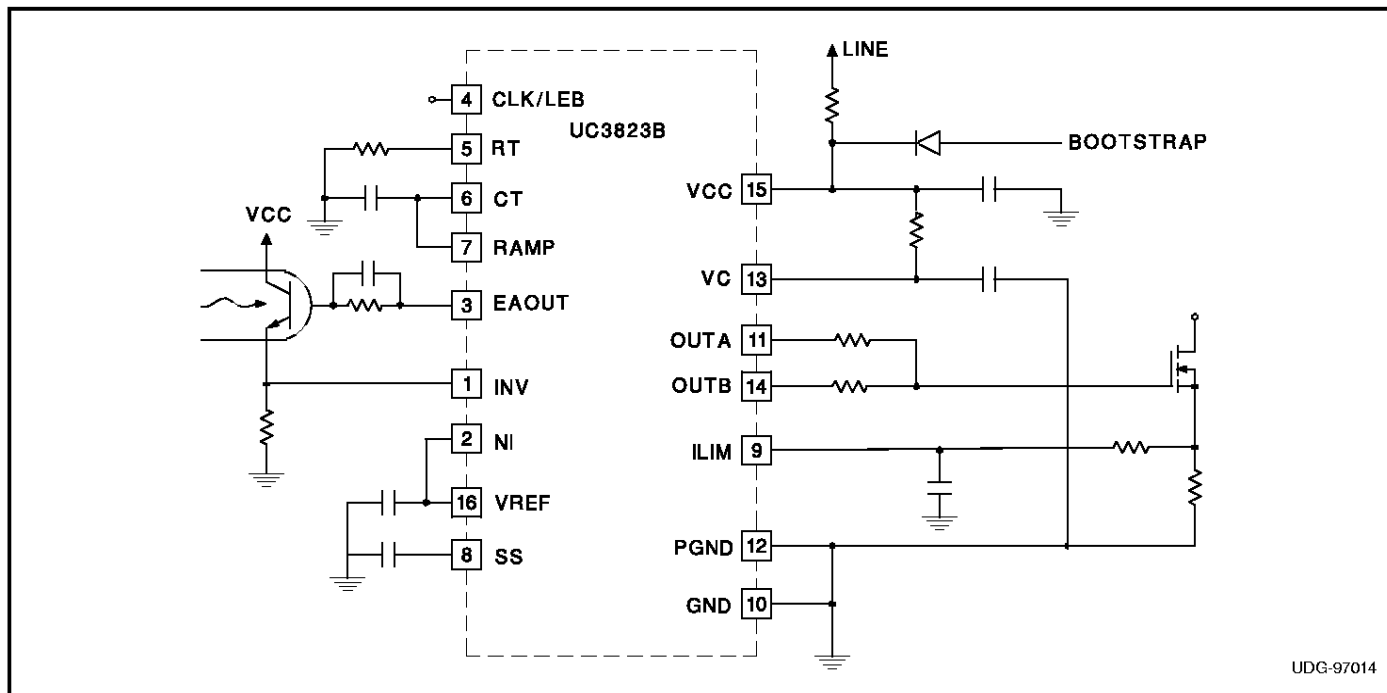 LINE
4 CLK/LEB
UC3823B
5 RT
BOOTSTRAP
VCC 15
6 CT
VCC
7 RAMP
VC 13
3 EAOUT
OUTA 11
1 INV
OUTB 14
2 NI
ILIM 9
16 VREF
PGND 12
8 SS
GND 10
UDG-97014